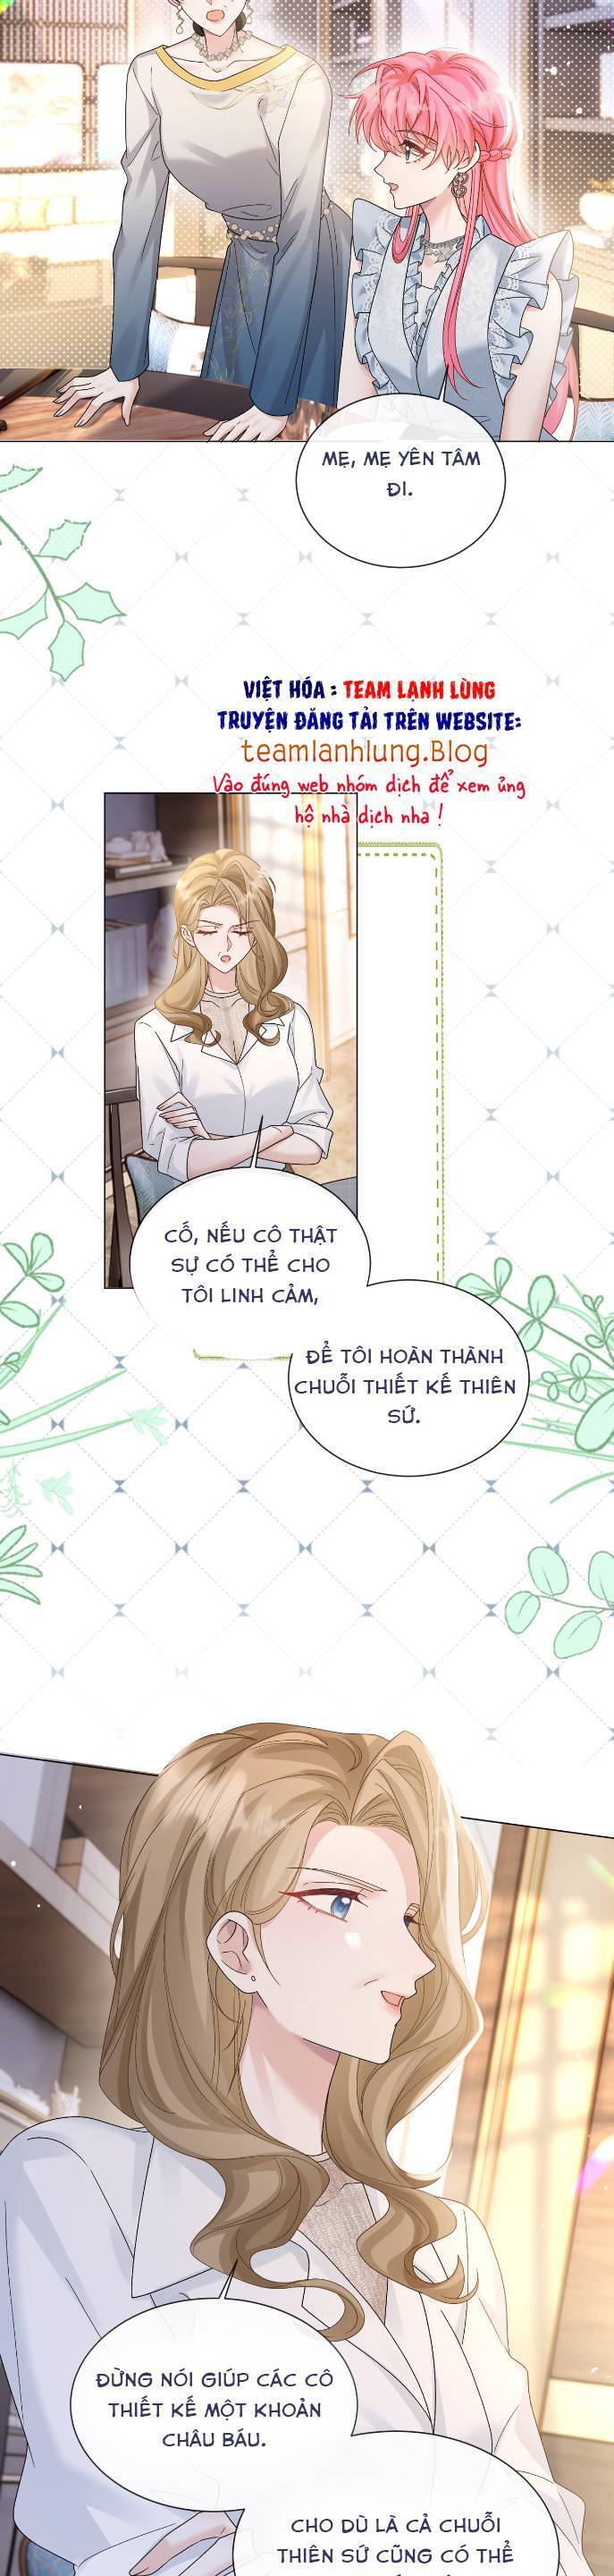 MẸ, MẸ YÊN TÂM
ĐI.
VIỆT HÓA : TEAM LẠNH LÙNG
TRUYỆN ĐĂNG TẢI TRÊN WEBSITE:
teamlanhlung.Blog
Vào đúng web nhóm dịch để xem ủng
hộ nhà dịch nha !
CỐ, NẾU CÔ THẬT
SỰ CÓ THỂ CHO
TÔI LINH CẢM,
ĐỂ TÔI HOÀN THÀNH
CHUỖI THIẾT KẾ THIÊN
SỨ.
ĐỪNG NÓI GIÚP CÁC CÔ
THIẾT KẾ MỘT KHOẢN
CHÂU BÁU.
CHO DÙ LÀ CẢ CHUỖI
THIÊN SỨ CŨNG CÓ THỂ